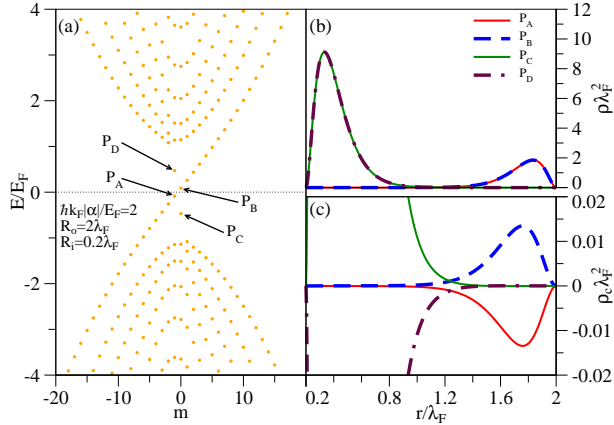 (a)
(b)
(c)
E/E_F
4
2
0
-2
-4
-20
-10
0
10
m
P_D
P_A
P_B
P_C
ħk_F|α|/E_F=2
R_o=2λ_F
R_i=0.2λ_F
P_A
P_B
P_C
P_D
12
10
8
6
4
2
0
ρλ_F^2
0.02
0.01
0
-0.01
-0.02
ρ_cλ_F^2
0.2
0.4
0.8
1.2
1.6
2
r/λ_F